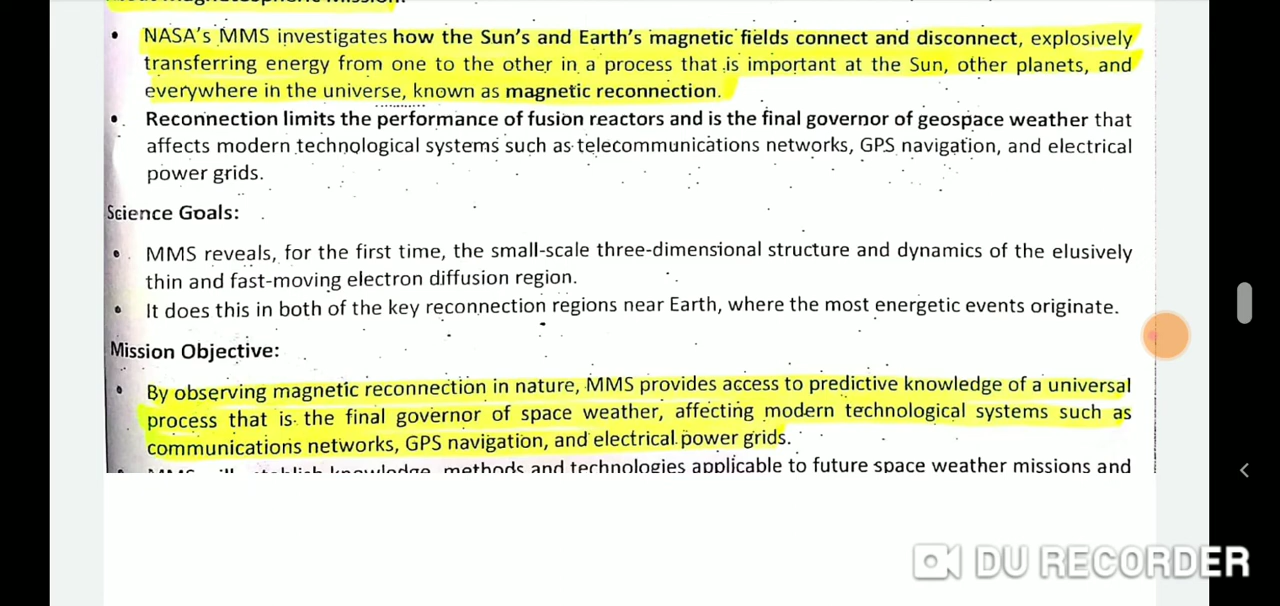 • NASA's MMS investigates how the Sun's and Earth's magnetic fields connect and disconnect, explosively
transferring energy from one to the other in a process that is important at the Sun, other planets, and
everywhere in the universe, known as magnetic reconnection.
• Reconnection limits the performance of fusion reactors and is the final governor of geospace weather that
affects modern technological systems such as telecommunications networks, GPS navigation, and electrical
power grids.
Science Goals:
• MMS reveals, for the first time, the small-scale three-dimensional structure and dynamics of the elusively
thin and fast-moving electron diffusion region.
• It does this in both of the key reconnection regions near Earth, where the most energetic events originate.
Mission Objective:
• By observing magnetic reconnection in nature, MMS provides access to predictive knowledge of a universal
process that is the final governor of space weather, affecting modern technological systems such as
communications networks, GPS navigation, and electrical power grids.
methods and technologies applicable to future space weather missions and
DU RECORDER